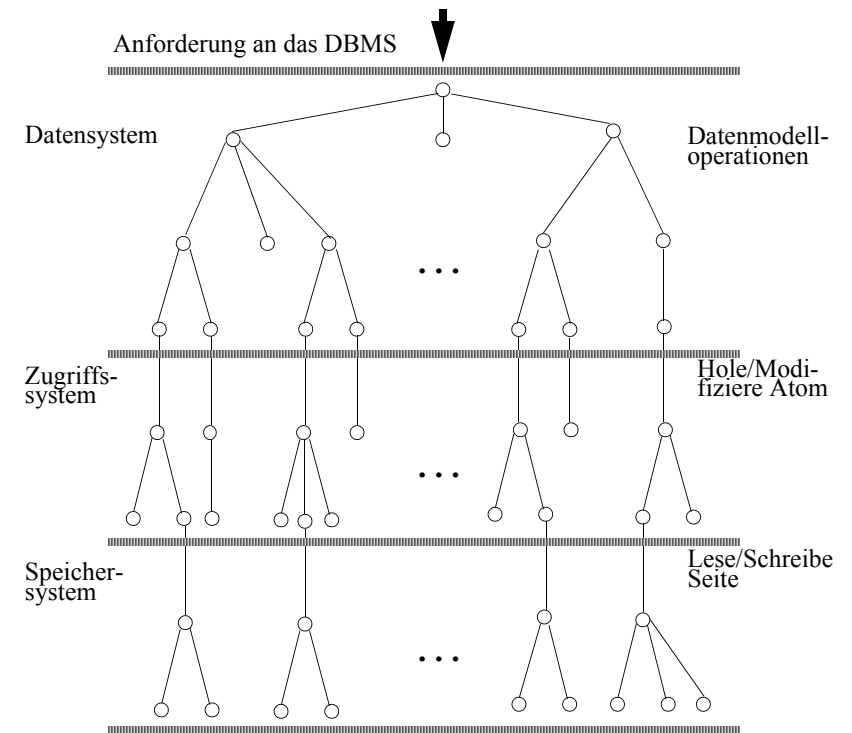 Anforderung an das DBMS
Datensystem
Datenmodell-
operationen
. . .
Zugriffs-
system
Hole/Modi-
fiziere Atom
. . .
Speicher-
system
Lese/Schreibe
Seite
. . .